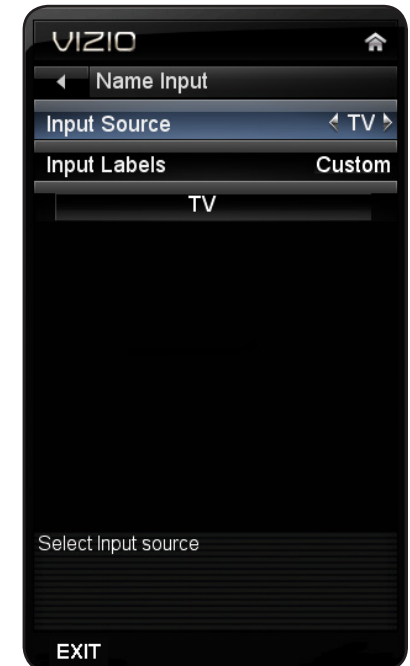 VIZIO
Name Input
Input Source TV
Input Labels Custom
TV
Select Input source
EXIT